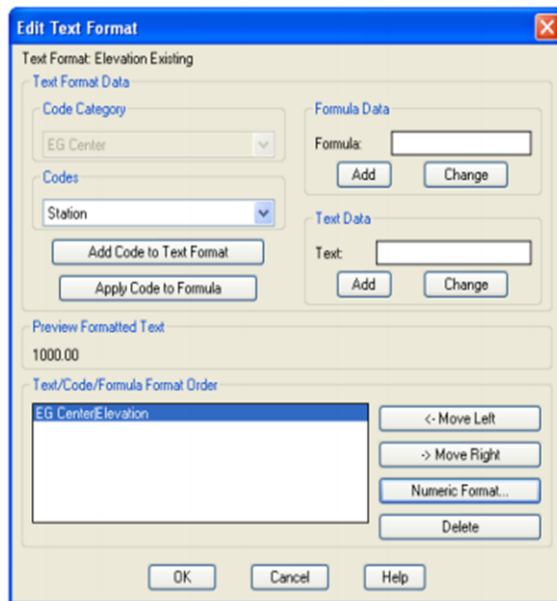 Edit Text Format
Text Format: Elevation Existing
Text Format Data
Code Category
EG Center
Codes
Station
Add Code to Text Format
Apply Code to Formula
Formula Data
Formula:
Add Change
Text Data
Text:
Add Change
Preview Formatted Text
1000.00
Text/Code/Formula Format Order
EG Center|Elevation
<- Move Left
-> Move Right
Numeric Format...
Delete
OK Cancel Help